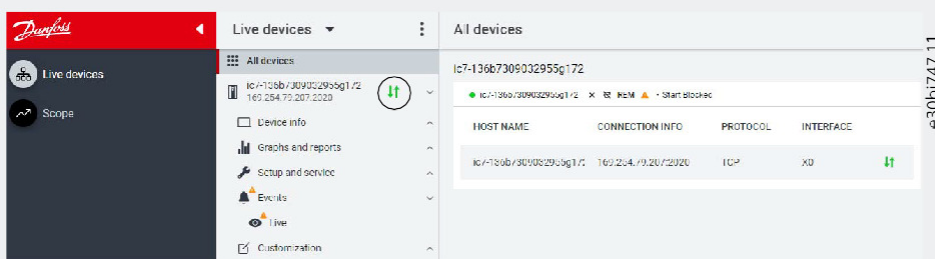 Danfoss
Live devices
Scope
Live devices
All devices
ic7-136b7309032955g172
169.254.79.207:2020
Device info
Graphs and reports
Setup and service
Events
Live
Customization
All devices
ic7-136b7309032955g172
ic7-136b7309032955g172 REM - Start Blocked
HOST NAME CONNECTION INFO PROTOCOL INTERFACE
ic7-136b7309032955g17: 169.254.79.207:2020 TCP X0
e30bi747.11